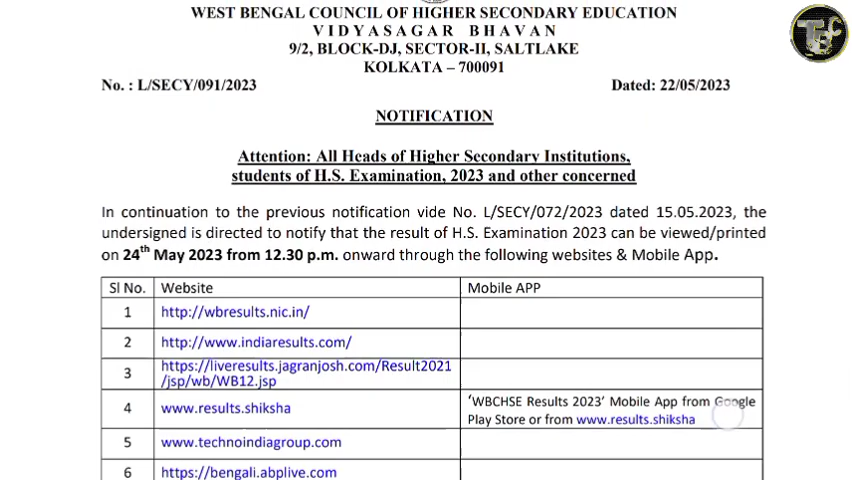 WEST BENGAL COUNCIL OF HIGHER SECONDARY EDUCATION
VIDYASAGAR BHAVAN
9/2, BLOCK-DJ, SECTOR-II, SALTLAKE
KOLKATA – 700091
No. : L/SECY/091/2023 Dated: 22/05/2023
NOTIFICATION
Attention: All Heads of Higher Secondary Institutions,
students of H.S. Examination, 2023 and other concerned
In continuation to the previous notification vide No. L/SECY/072/2023 dated 15.05.2023, the
undersigned is directed to notify that the result of H.S. Examination 2023 can be viewed/printed
on 24th May 2023 from 12.30 p.m. onward through the following websites & Mobile App.
Sl No. Website Mobile APP
1 http://wbresults.nic.in/
2 http://www.indiaresults.com/
3 https://liveresults.jagranjosh.com/Result2021
/jsp/wb/WB12.jsp
4 www.results.shiksha 'WBCHSE Results 2023' Mobile App from Google
Play Store or from www.results.shiksha
5 www.technoindiagroup.com
6 https://bengali.abplive.com